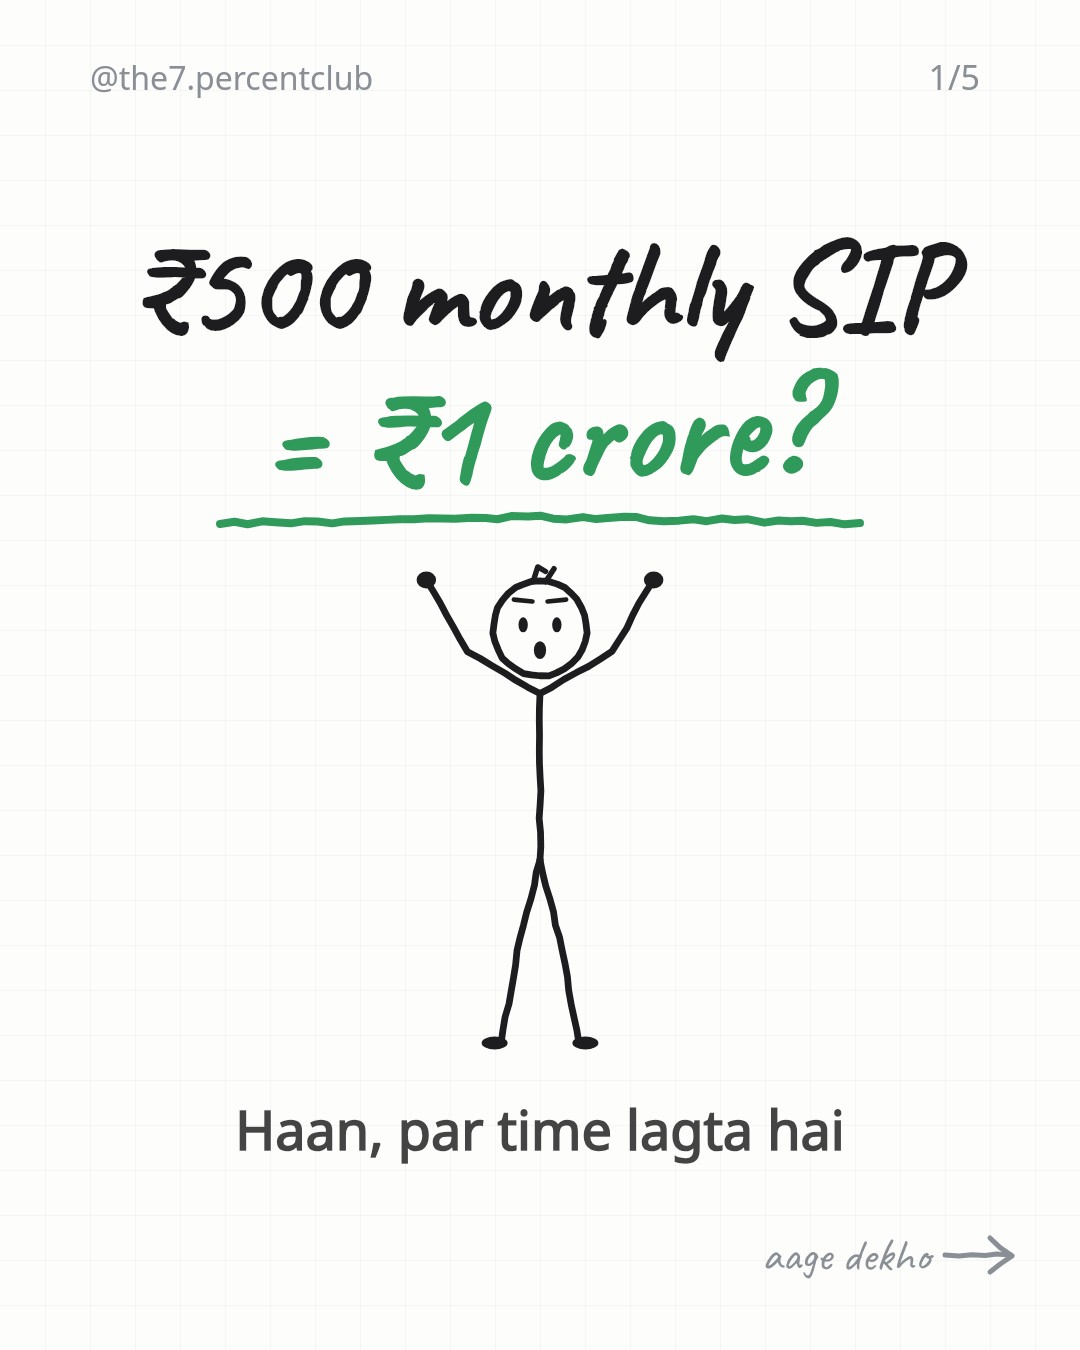 @the7.percentclub
1/5
₹500 monthly SIP
= ₹1 crore?
Haan, par time lagta hai
aage dekho